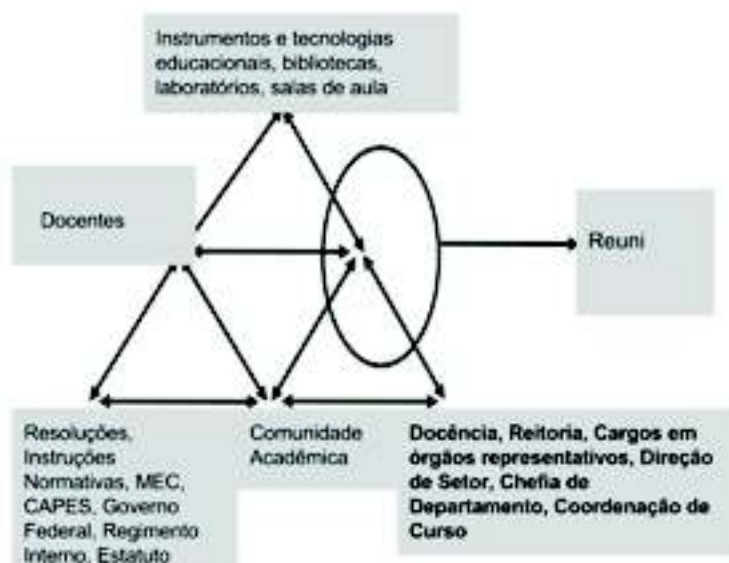 Instrumentos e tecnologias
educacionais, bibliotecas,
laboratórios, salas de aula
Docentes
Reuni
Resoluções,
Instruções
Normativas, MEC,
CAPES, Governo
Federal, Regimento
Interno, Estatuto
Comunidade
Acadêmica
Docência, Reitoria, Cargos em
órgãos representativos, Direção
de Setor, Chefia de
Departamento, Coordenação de
Curso